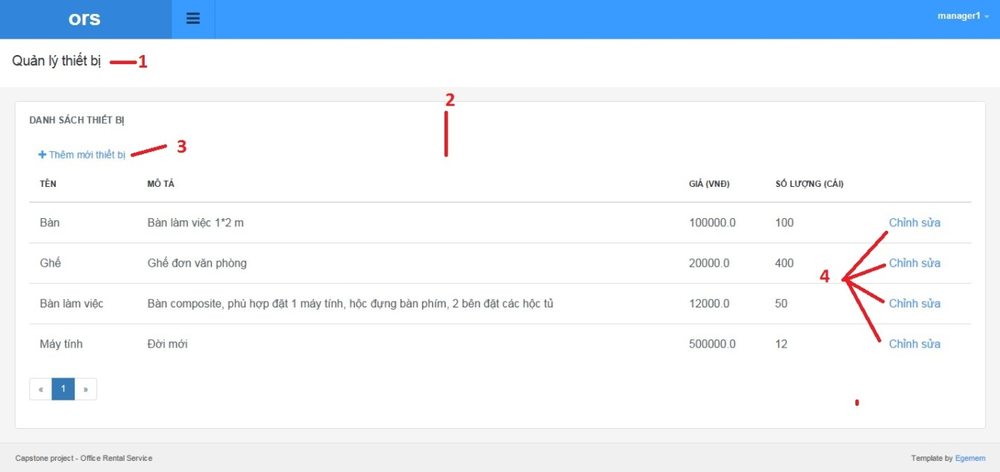 ors
manager1
Quản lý thiết bị 1
2
DANH SÁCH THIẾT BỊ
+ Thêm mới thiết bị 3
TÊN MÔ TẢ GIÁ (VNĐ) SỐ LƯỢNG (CÁI)
Bàn Bàn làm việc 1*2 m 100000.0 100 Chỉnh sửa
Ghế Ghế đơn văn phòng 20000.0 400 Chỉnh sửa
4
Bàn làm việc Bàn composite, phù hợp đặt 1 máy tính, hộc đựng bàn phím, 2 bên đặt các hộc tủ 12000.0 50 Chỉnh sửa
Máy tính Đời mới 500000.0 12 Chỉnh sửa
« 1 »
Capstone project - Office Rental Service Template by Egemem